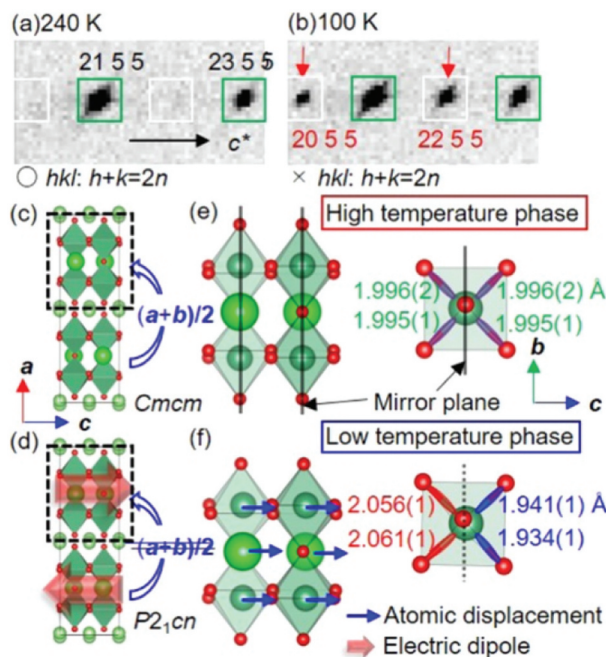 (a)240 K
21 5 5
23 5 5
c*
○ hkl: h+k=2n
(b)100 K
20 5 5
22 5 5
× hkl: h+k=2n
(c)
(a+b)/2
a
c
Cmcm
(e)
High temperature phase
1.996(2)
1.996(2) Å
1.995(1)
1.995(1)
Mirror plane
b
c
(d)
(a+b)/2
P2₁cn
(f)
Low temperature phase
2.056(1)
1.941(1) Å
2.061(1)
1.934(1)
Atomic displacement
Electric dipole